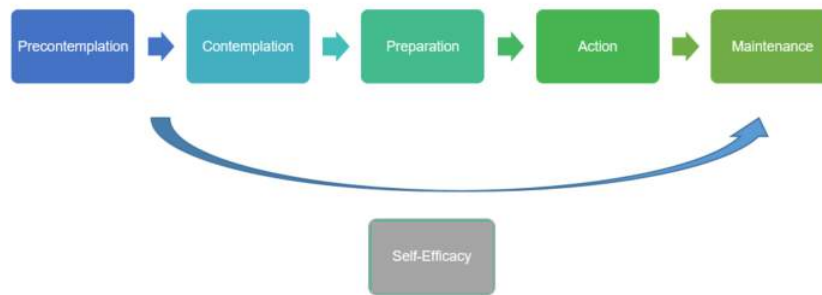 Precontemplation
Contemplation
Preparation
Action
Maintenance
Self-Efficacy